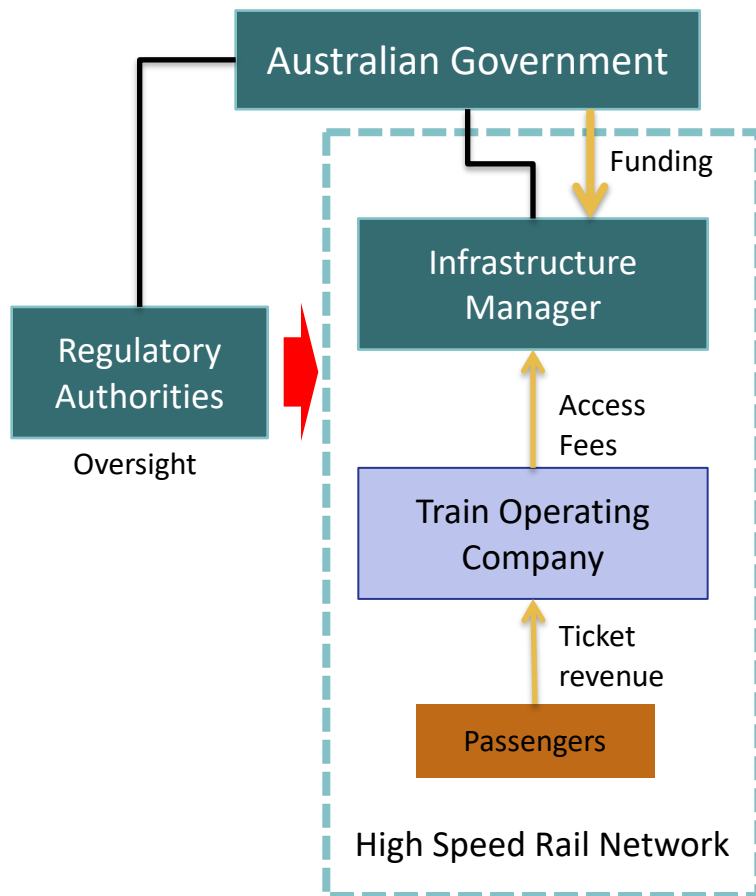 Australian Government
Funding
Infrastructure
Manager
Regulatory
Authorities
Oversight
Access
Fees
Train Operating
Company
Ticket
revenue
Passengers
High Speed Rail Network